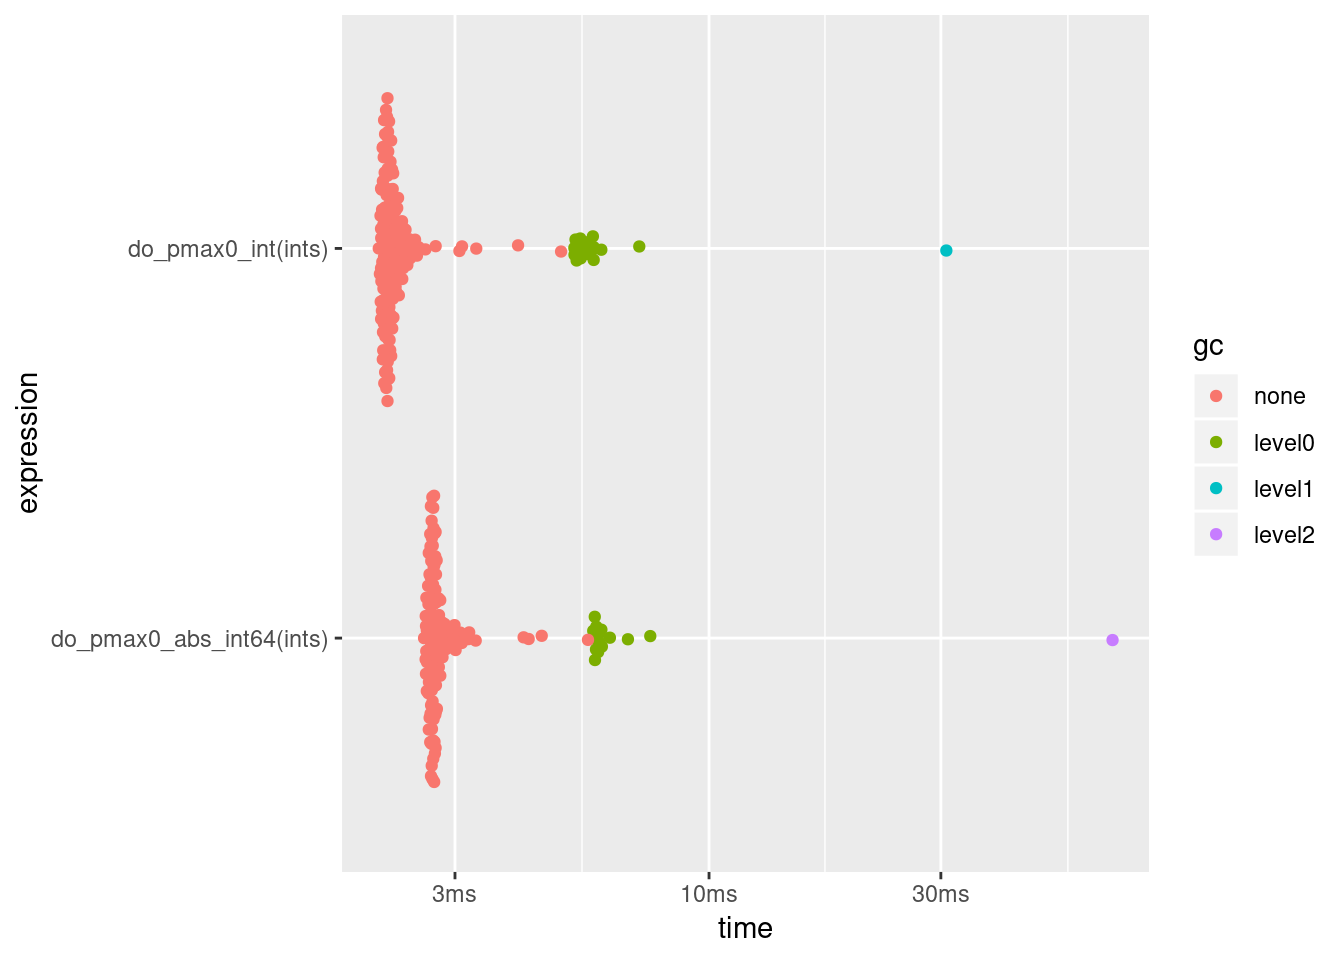 do_pmax0_int(ints)
do_pmax0_abs_int64(ints)
expression
3ms
10ms
30ms
time
gc
none
level0
level1
level2